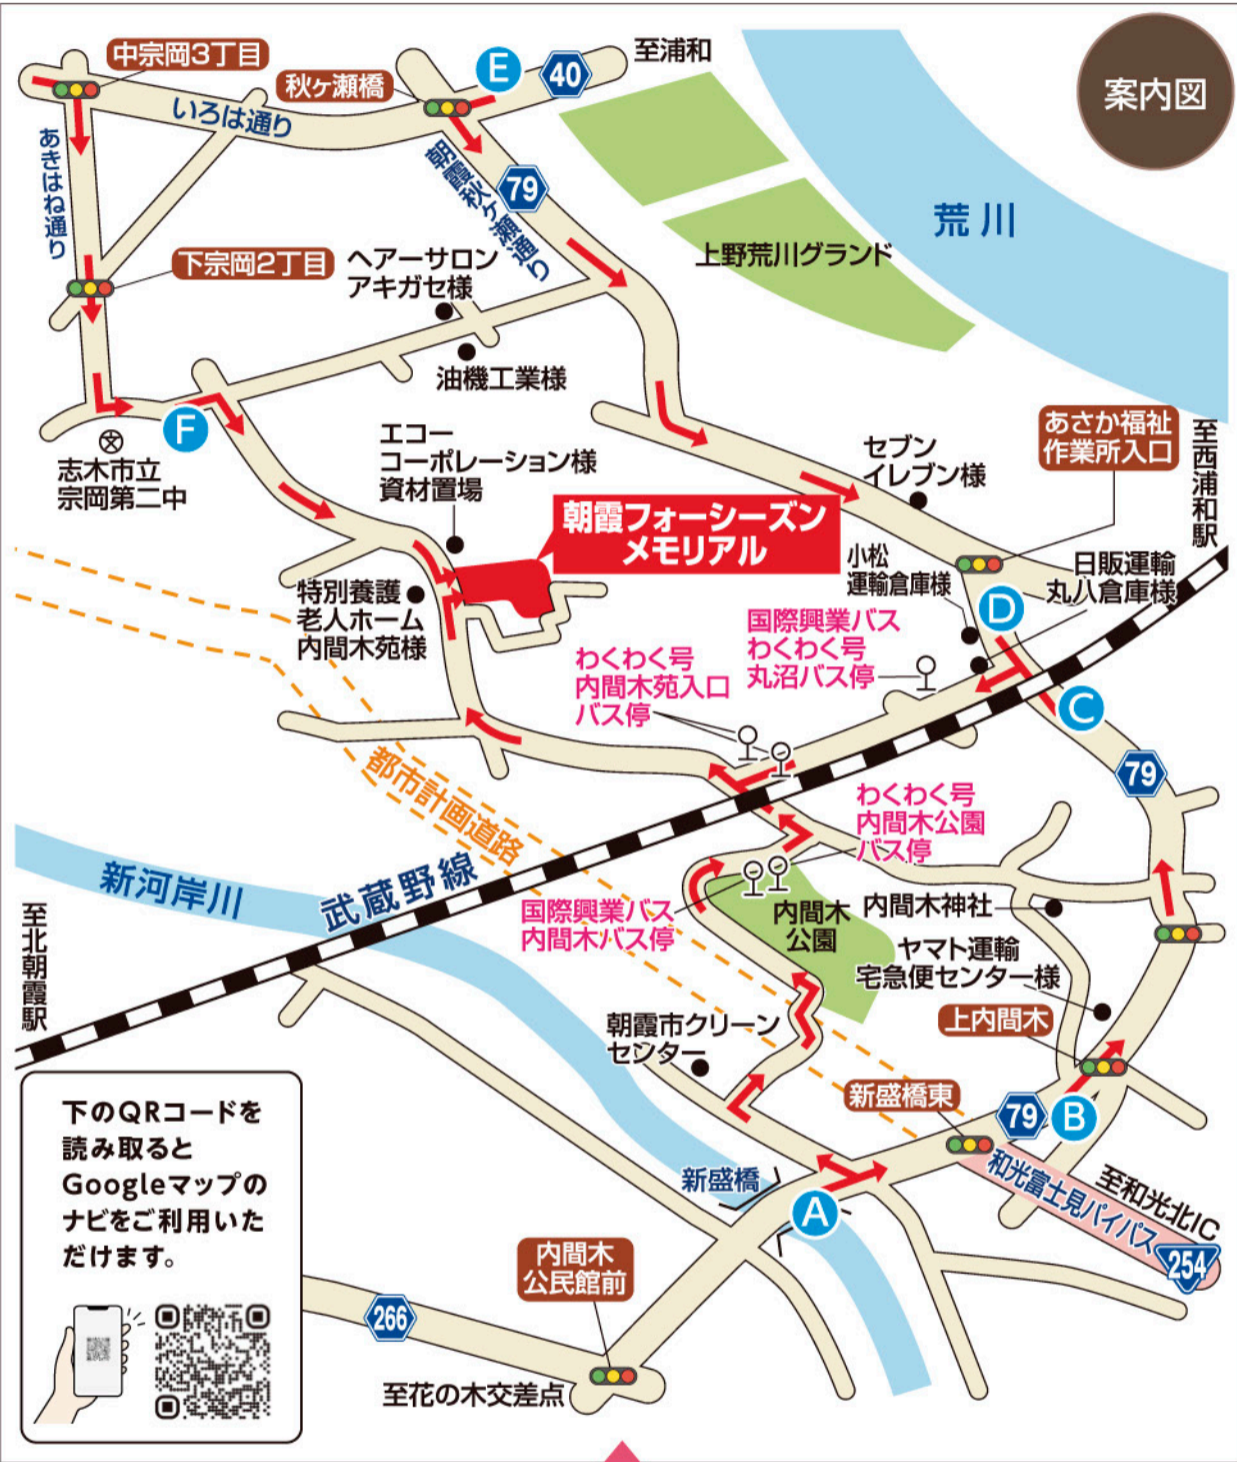 案内図
中宗岡3丁目
秋ヶ瀬橋
E
40
至浦和
いろは通り
あきはね通り
朝霞秋ヶ瀬通り
79
荒川
上野荒川グランド
下宗岡2丁目
ヘアーサロン
アキガセ様
油機工業様
F
志木市立
宗岡第二中
エコー
コーポレーション様
資材置場
セブン
イレブン様
あさか福祉
作業所入口
至西浦和駅
朝霞フォーシーズン
メモリアル
小松
運輸倉庫様
日販運輸
丸八倉庫様
D
特別養護
老人ホーム
内間木苑様
国際興業バス
わくわく号
丸沼バス停
わくわく号
内間木苑入口
バス停
C
79
都市計画道路
わくわく号
内間木公園
バス停
新河岸川
武蔵野線
国際興業バス
内間木バス停
内間木
公園
内間木神社
ヤマト運輸
宅急便センター様
至北朝霞駅
朝霞市クリーン
センター
上内間木
新盛橋東
79
B
下のQRコードを
読み取ると
Googleマップの
ナビをご利用いた
だけます。
新盛橋
A
和光富士見バイパス
至和光北IC
254
内間木
公民館前
266
至花の木交差点